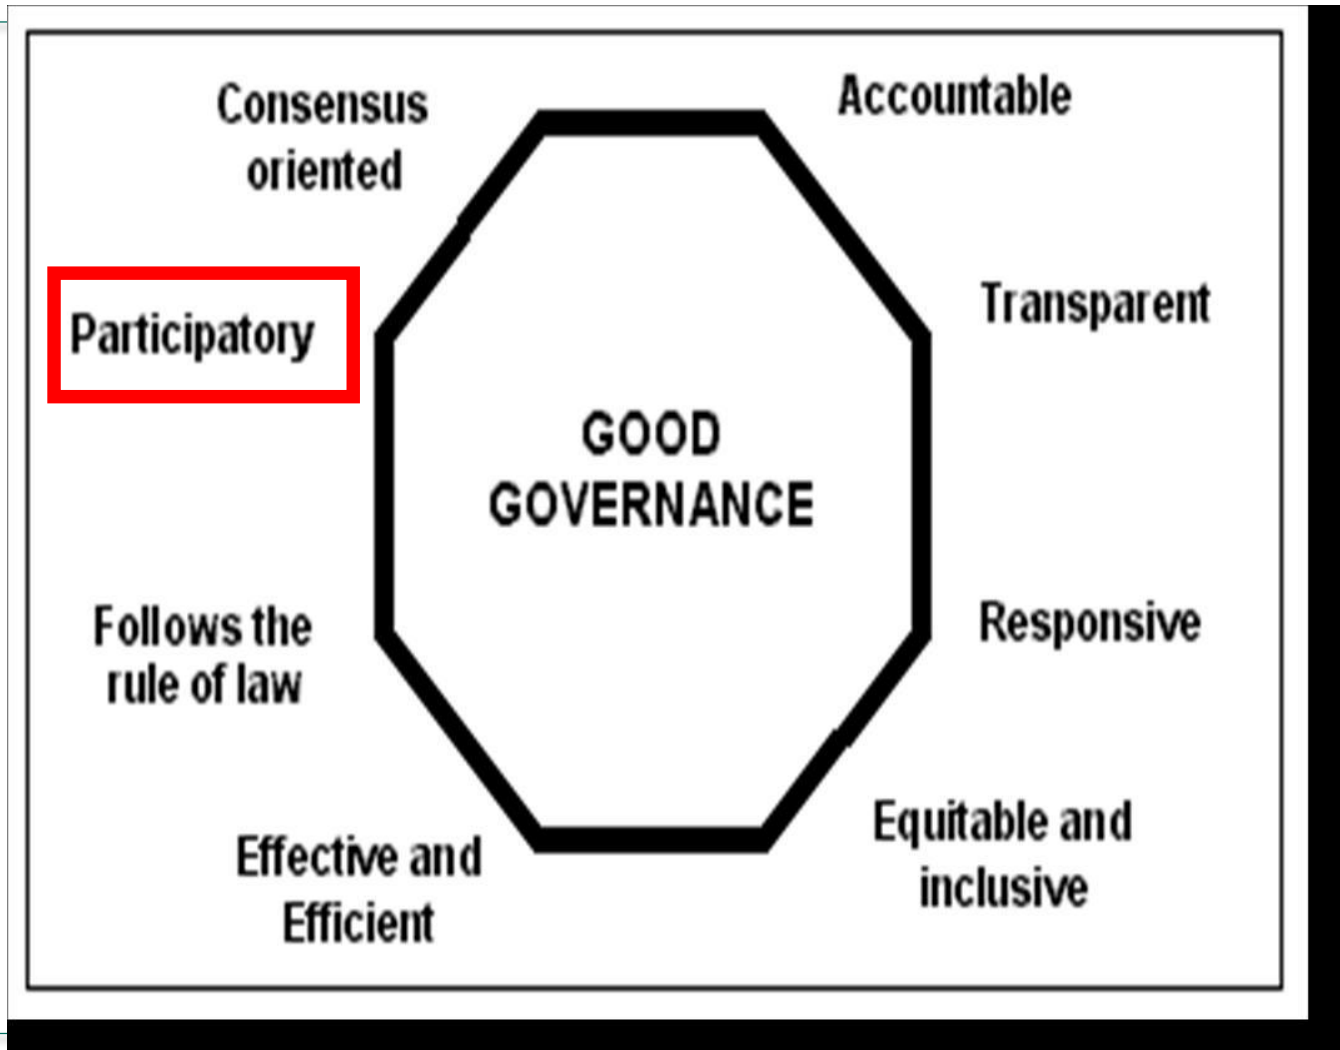 Consensus
oriented
Accountable
Participatory
Transparent
GOOD
GOVERNANCE
Follows the
rule of law
Responsive
Effective and
Efficient
Equitable and
inclusive